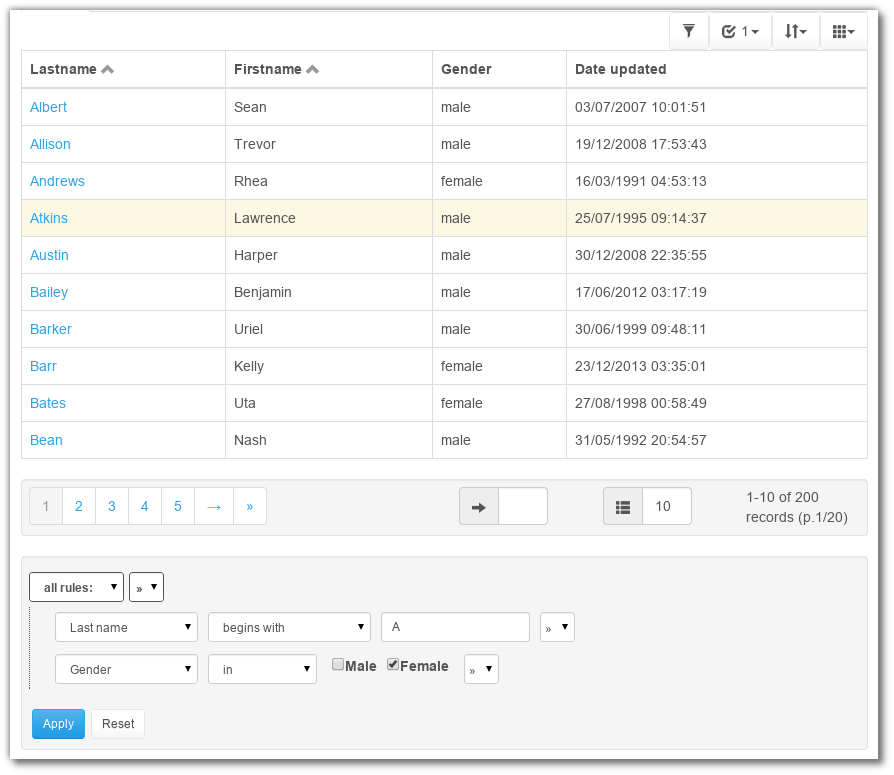 1
Lastname Firstname Gender Date updated
Albert Sean male 03/07/2007 10:01:51
Allison Trevor male 19/12/2008 17:53:43
Andrews Rhea female 16/03/1991 04:53:13
Atkins Lawrence male 25/07/1995 09:14:37
Austin Harper male 30/12/2008 22:35:55
Bailey Benjamin male 17/06/2012 03:17:19
Barker Uriel male 30/06/1999 09:48:11
Barr Kelly female 23/12/2013 03:35:01
Bates Uta female 27/08/1998 00:58:49
Bean Nash male 31/05/1992 20:54:57
1 2 3 4 5 → » 10 1-10 of 200
records (p.1/20)
all rules: »
Last name begins with A »
Gender in Male Female »
Apply Reset